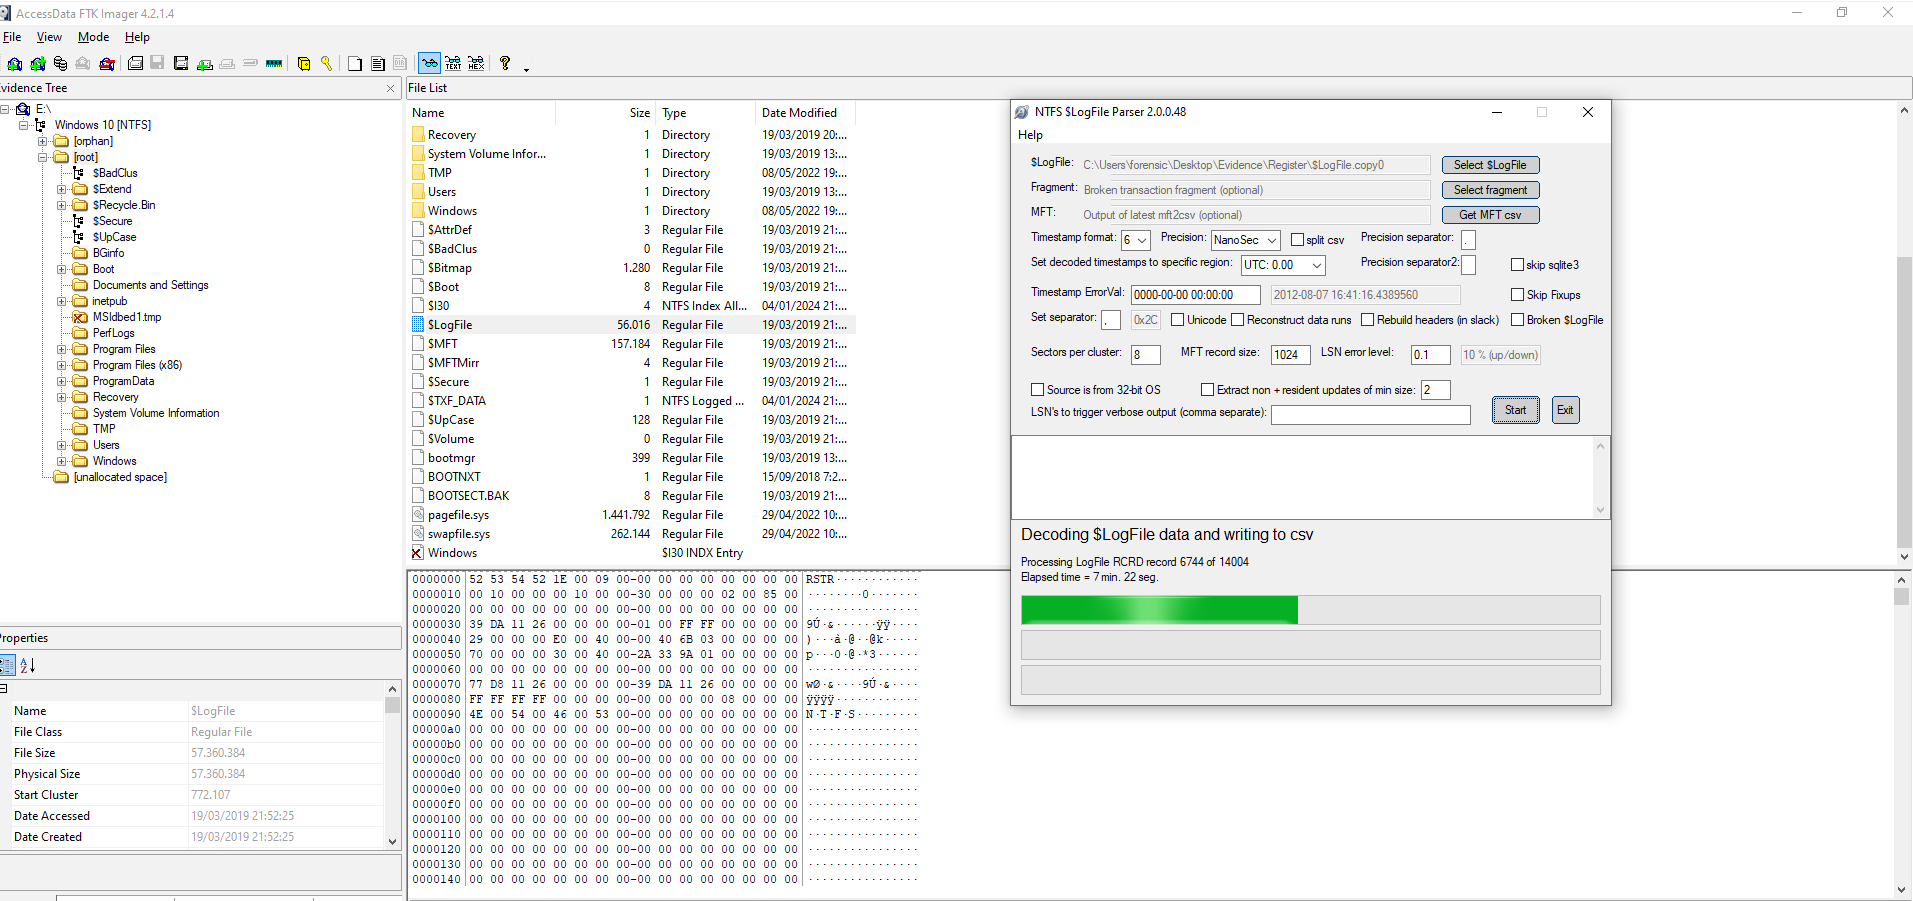 AccessData FTK Imager 4.2.1.4
File View Mode Help
Evidence Tree
E:\
Windows 10 [NTFS]
[orphan]
[root]
$BadClus
$Extend
$Recycle.Bin
$Secure
$UpCase
BGinfo
Boot
Documents and Settings
inetpub
MSIdbed1.tmp
PerfLogs
Program Files
Program Files (x86)
ProgramData
Recovery
System Volume Information
TMP
Users
Windows
[unallocated space]
Properties
Name $LogFile
File Class Regular File
File Size 57.360.384
Physical Size 57.360.384
Start Cluster 772.107
Date Accessed 19/03/2019 21:52:25
Date Created 19/03/2019 21:52:25
File List
Name Size Type Date Modified
Recovery 1 Directory 19/03/2019 20:...
System Volume Infor... 1 Directory 19/03/2019 13:...
TMP 1 Directory 08/05/2022 19:...
Users 1 Directory 19/03/2019 13:...
Windows 1 Directory 08/05/2022 19:...
$AttrDef 3 Regular File 19/03/2019 21:...
$BadClus 0 Regular File 19/03/2019 21:...
$Bitmap 1.280 Regular File 19/03/2019 21:...
$Boot 8 Regular File 19/03/2019 21:...
$I30 4 NTFS Index All... 04/01/2024 21:...
$LogFile 56.016 Regular File 19/03/2019 21:...
$MFT 157.184 Regular File 19/03/2019 21:...
$MFTMirr 4 Regular File 19/03/2019 21:...
$Secure 1 Regular File 19/03/2019 21:...
$TXF_DATA 1 NTFS Logged ... 04/01/2024 21:...
$UpCase 128 Regular File 19/03/2019 21:...
$Volume 0 Regular File 19/03/2019 21:...
bootmgr 399 Regular File 19/03/2019 13:...
BOOTNXT 1 Regular File 15/09/2018 7:2...
BOOTSECT.BAK 8 Regular File 19/03/2019 21:...
pagefile.sys 1.441.792 Regular File 29/04/2022 10:...
swapfile.sys 262.144 Regular File 29/04/2022 10:...
Windows $I30 INDX Entry
0000000 52 53 54 52 1E 00 09 00-00 00 00 00 00 00 00 00 RSTR············
0000010 00 10 00 00 00 10 00 00-30 00 00 00 02 00 85 00 ········0·······
0000020 00 00 00 00 00 00 00 00-00 00 00 00 00 00 00 00 ················
0000030 39 DA 11 26 00 00 00 00-01 00 FF FF 00 00 00 00 9Ú·&······ÿÿ····
0000040 29 00 00 00 E0 00 40 00-00 40 6B 03 00 00 00 00 )···à·@··@k·····
0000050 70 00 00 00 30 00 40 00-2A 33 9A 01 00 00 00 00 p···0·@·*3······
0000060 00 00 00 00 00 00 00 00-00 00 00 00 00 00 00 00 ················
0000070 77 D8 11 26 00 00 00 00-39 DA 11 26 00 00 00 00 wØ·&····9Ú·&····
0000080 FF FF FF FF 00 00 00 00-00 00 00 00 08 00 00 00 ÿÿÿÿ············
0000090 4E 00 54 00 46 00 53 00-00 00 00 00 00 00 00 00 N·T·F·S·········
00000a0 00 00 00 00 00 00 00 00-00 00 00 00 00 00 00 00 ················
00000b0 00 00 00 00 00 00 00 00-00 00 00 00 00 00 00 00 ················
00000c0 00 00 00 00 00 00 00 00-00 00 00 00 00 00 00 00 ················
00000d0 00 00 00 00 00 00 00 00-00 00 00 00 00 00 00 00 ················
00000e0 00 00 00 00 00 00 00 00-00 00 00 00 00 00 00 00 ················
00000f0 00 00 00 00 00 00 00 00-00 00 00 00 00 00 00 00 ················
0000100 00 00 00 00 00 00 00 00-00 00 00 00 00 00 00 00 ················
0000110 00 00 00 00 00 00 00 00-00 00 00 00 00 00 00 00 ················
0000120 00 00 00 00 00 00 00 00-00 00 00 00 00 00 00 00 ················
0000130 00 00 00 00 00 00 00 00-00 00 00 00 00 00 00 00 ················
0000140 00 00 00 00 00 00 00 00-00 00 00 00 00 00 00 00 ················
NTFS $LogFile Parser 2.0.0.48
Help
$LogFile: C:\Users\forensic\Desktop\Evidence\Register\$LogFile.copy0 Select $LogFile
Fragment: Broken transaction fragment (optional) Select fragment
MFT: Output of latest mft2csv (optional) Get MFT csv
Timestamp format: 6 Precision: NanoSec split csv Precision separator: .
Set decoded timestamps to specific region: UTC: 0.00 Precision separator2: skip sqlite3
Timestamp ErrorVal: 0000-00-00 00:00:00 2012-08-07 16:41:16.4389560 Skip Fixups
Set separator: , 0x2C Unicode Reconstruct data runs Rebuild headers (in slack) Broken $LogFile
Sectors per cluster: 8 MFT record size: 1024 LSN error level: 0.1 10 % (up/down)
Source is from 32-bit OS Extract non + resident updates of min size: 2
LSN's to trigger verbose output (comma separate): Start Exit
Decoding $LogFile data and writing to csv
Processing LogFile RCRD record 6744 of 14004
Elapsed time = 7 min. 22 seg.